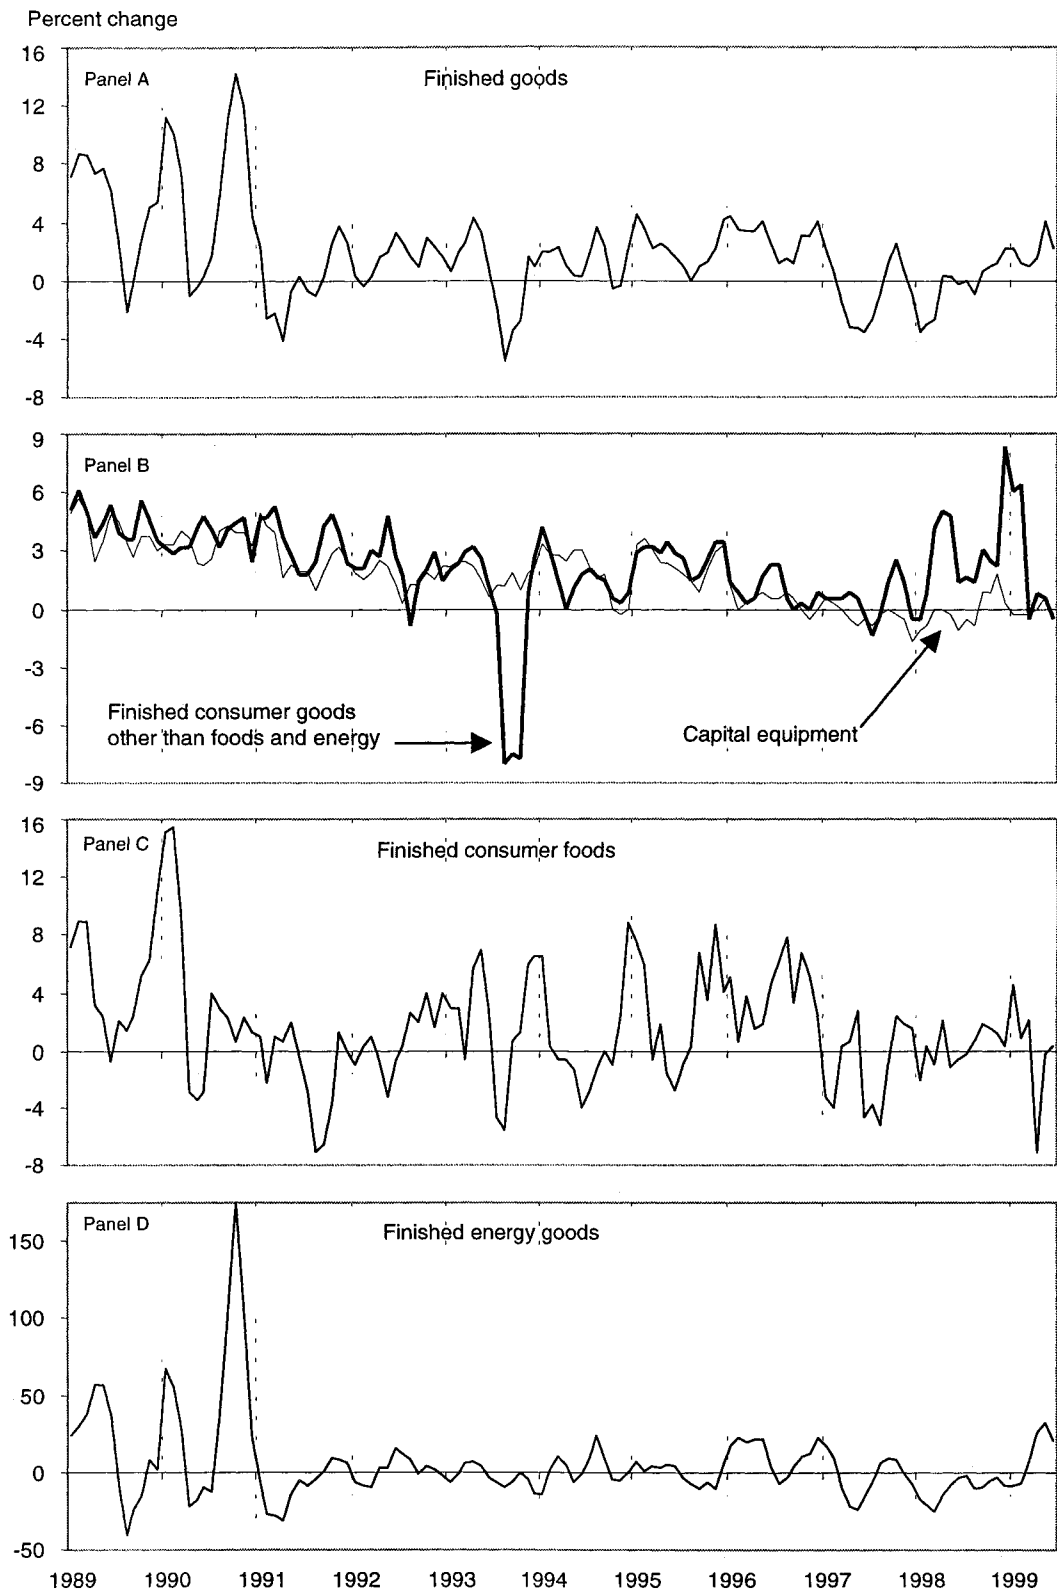 Percent change
16
Panel A
Finished goods
12
8
4
0
-4
-8
9
Panel B
6
3
0
-3
-6
Finished consumer goods
other than foods and energy
Capital equipment
-9
16
Panel C
Finished consumer foods
12
8
4
0
-4
-8
Panel D
Finished energy goods
150
100
50
0
-50
1989 1990 1991 1992 1993 1994 1995 1996 1997 1998 1999